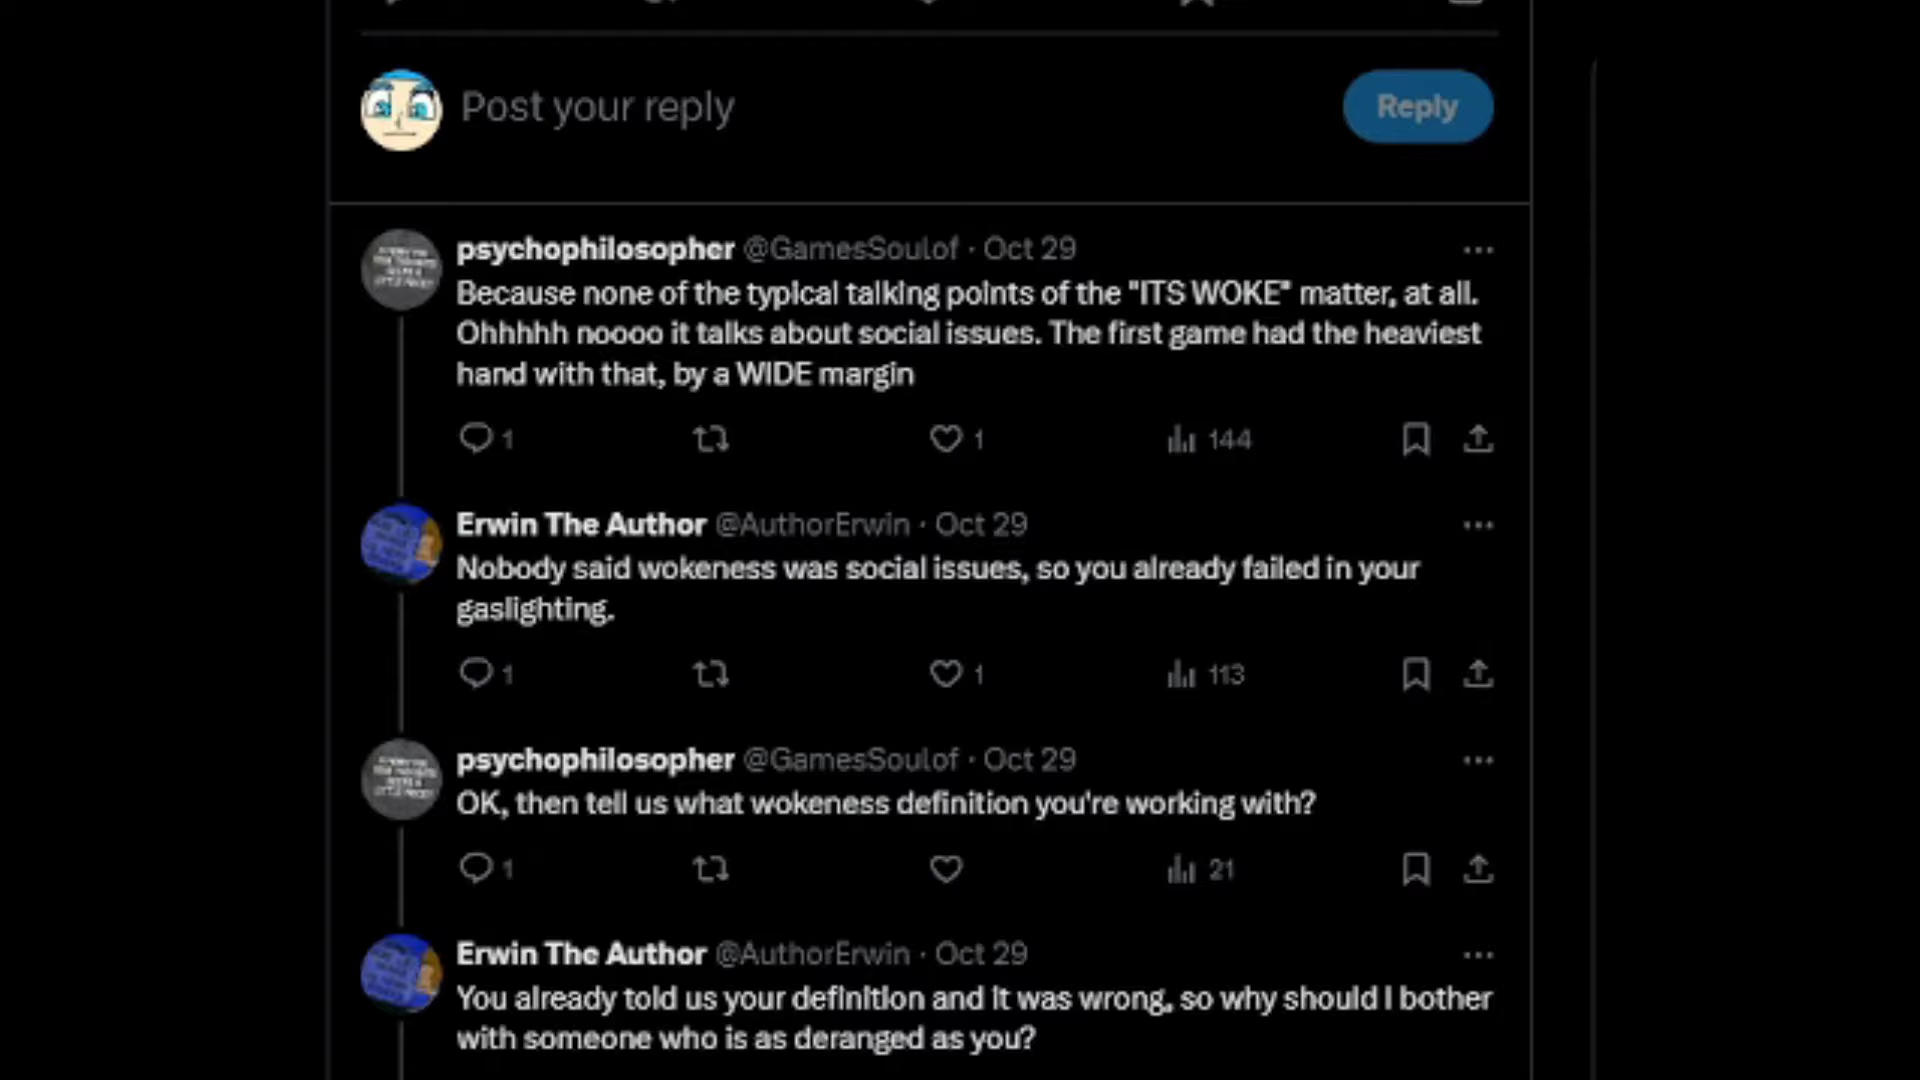 Post your reply
Reply
psychophilosopher @GamesSoulof · Oct 29
Because none of the typical talking points of the "ITS WOKE" matter, at all.
Ohhhhh noooo it talks about social issues. The first game had the heaviest
hand with that, by a WIDE margin
1 1 144
Erwin The Author @AuthorErwin · Oct 29
Nobody said wokeness was social issues, so you already failed in your
gaslighting.
1 1 113
psychophilosopher @GamesSoulof · Oct 29
OK, then tell us what wokeness definition you're working with?
1 21
Erwin The Author @AuthorErwin · Oct 29
You already told us your definition and it was wrong, so why should I bother
with someone who is as deranged as you?